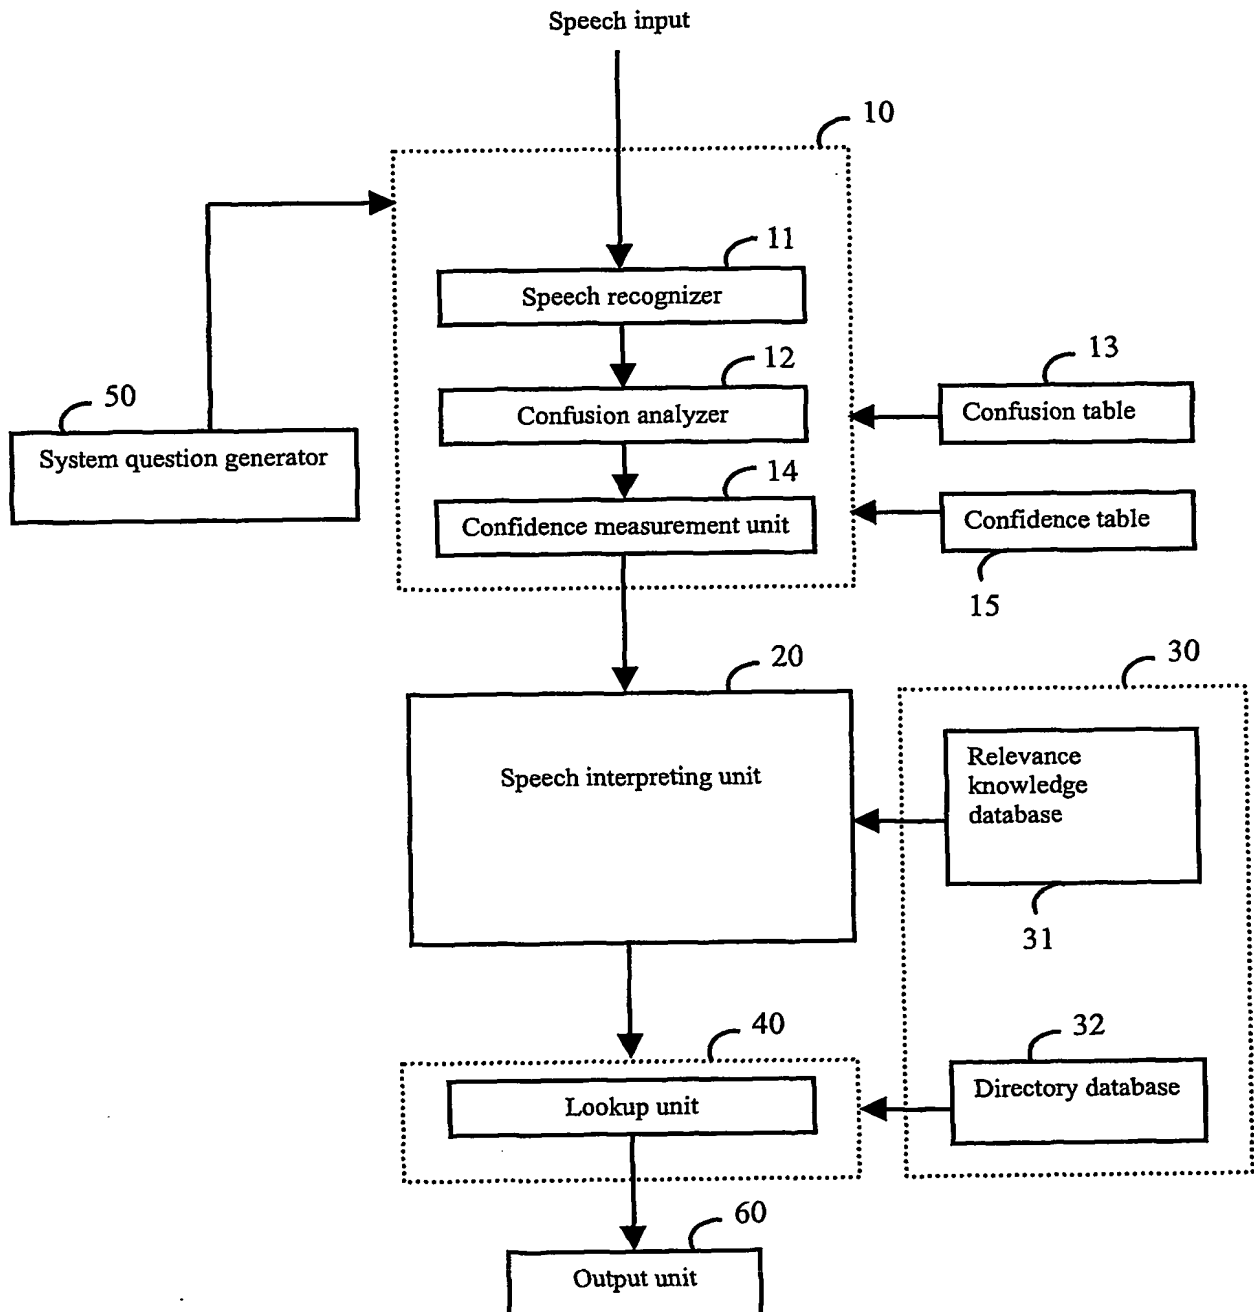 Speech input
10
11
Speech recognizer
12
13
Confusion analyzer
Confusion table
50
System question generator
14
Confidence measurement unit
Confidence table
15
20
30
Speech interpreting unit
Relevance
knowledge
database
31
40
32
Lookup unit
Directory database
60
Output unit